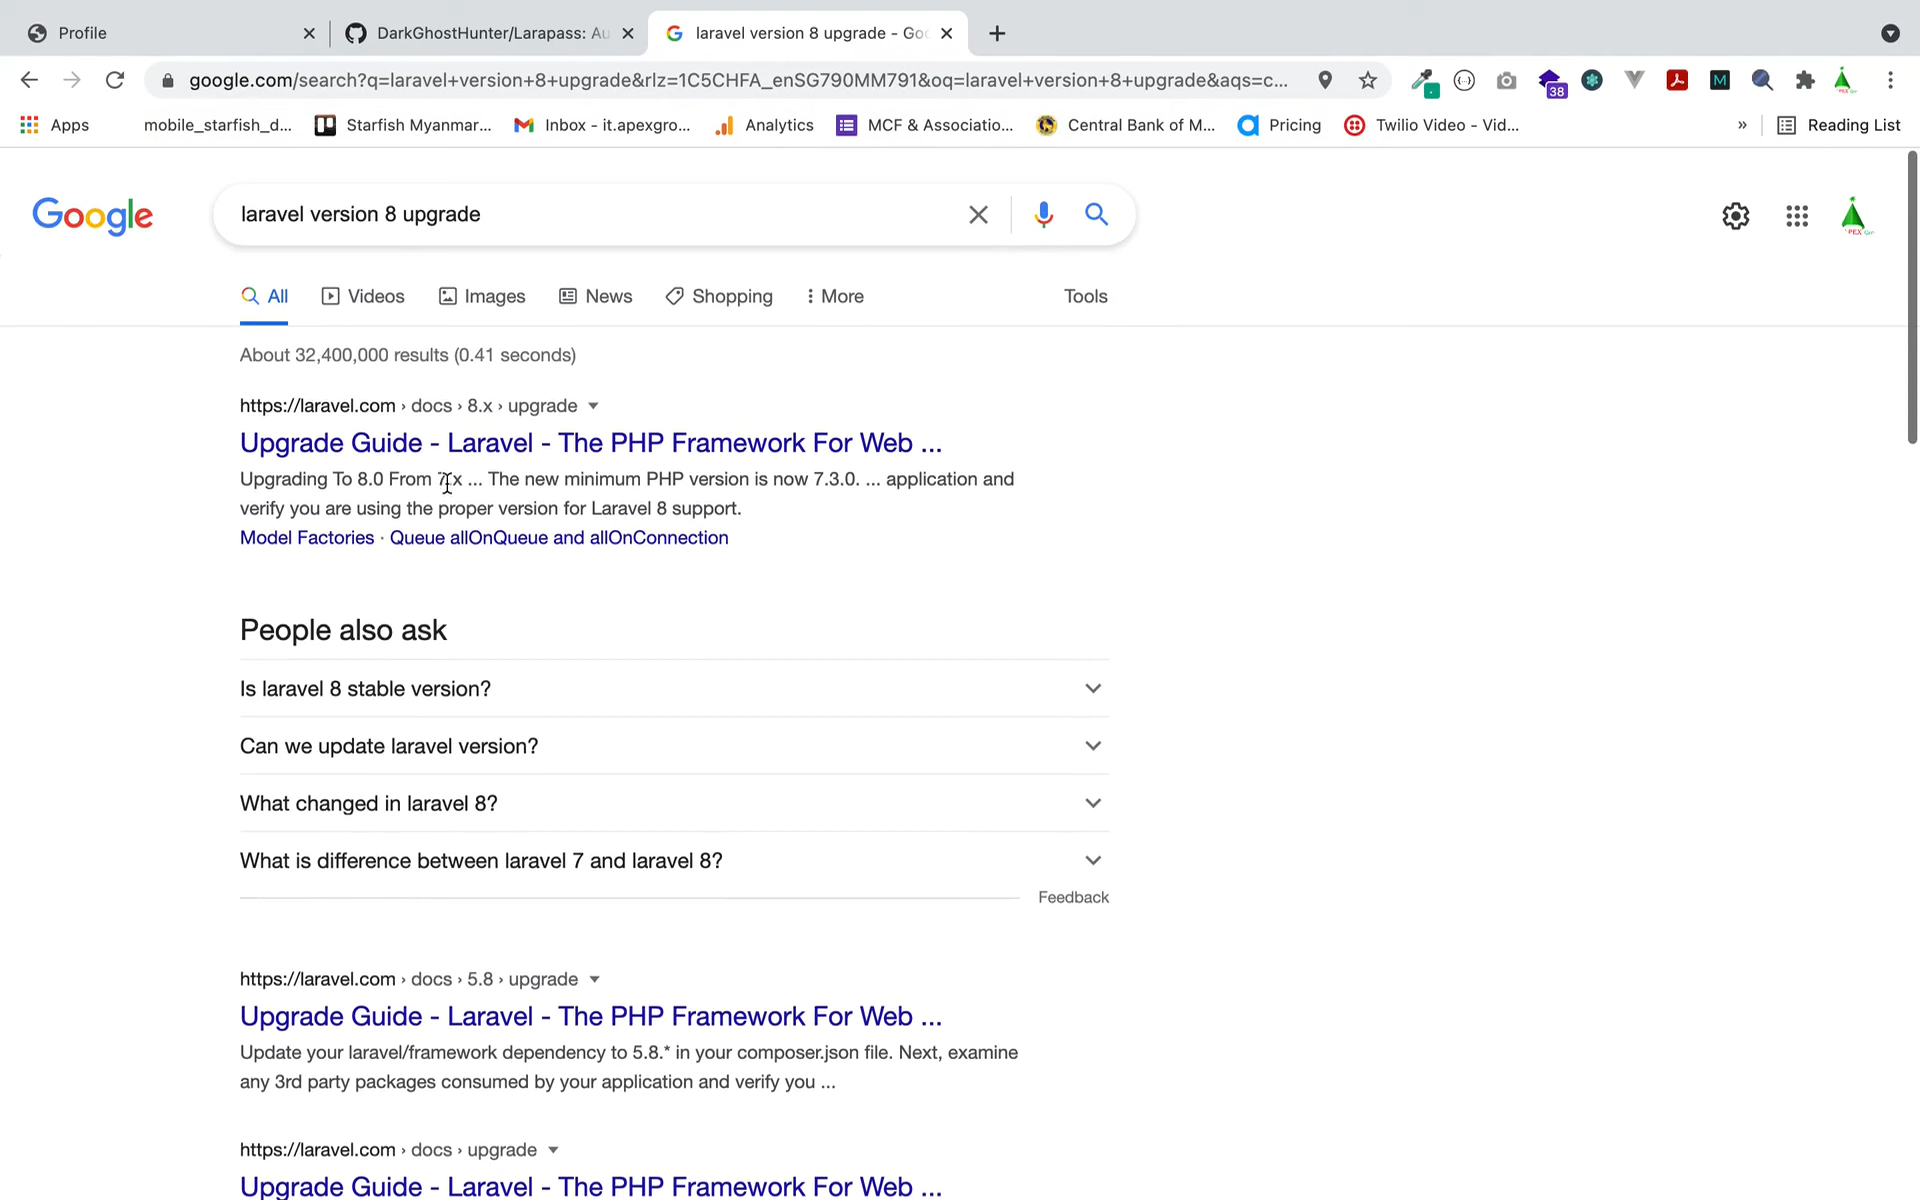 Profile
DarkGhostHunter/Larapass: Au
laravel version 8 upgrade - Goo
google.com/search?q=laravel+version+8+upgrade&rlz=1C5CHFA_enSG790MM791&oq=laravel+version+8+upgrade&aqs=c...
38
M
Apps
mobile_starfish_d...
Starfish Myanmar...
Inbox - it.apexgro...
Analytics
MCF & Associatio...
Central Bank of M...
Pricing
Twilio Video - Vid...
»
Reading List
Google
laravel version 8 upgrade
All
Videos
Images
News
Shopping
More
Tools
About 32,400,000 results (0.41 seconds)
https://laravel.com › docs › 8.x › upgrade
Upgrade Guide - Laravel - The PHP Framework For Web ...
Upgrading To 8.0 From 7.x ... The new minimum PHP version is now 7.3.0. ... application and
verify you are using the proper version for Laravel 8 support.
Model Factories · Queue allOnQueue and allOnConnection
People also ask
Is laravel 8 stable version?
Can we update laravel version?
What changed in laravel 8?
What is difference between laravel 7 and laravel 8?
Feedback
https://laravel.com › docs › 5.8 › upgrade
Upgrade Guide - Laravel - The PHP Framework For Web ...
Update your laravel/framework dependency to 5.8.* in your composer.json file. Next, examine
any 3rd party packages consumed by your application and verify you ...
https://laravel.com › docs › upgrade
Upgrade Guide - Laravel - The PHP Framework For Web ...